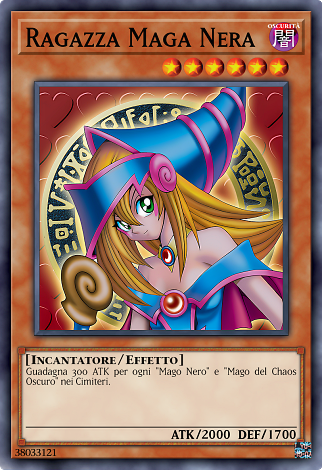 Ragazza Maga Nera
OSCURITÀ
闇
[Incantatore/Effetto]
Guadagna 300 ATK per ogni "Mago Nero" e "Mago del Chaos
Oscuro" nei Cimiteri.
ATK/2000 DEF/1700
38033121